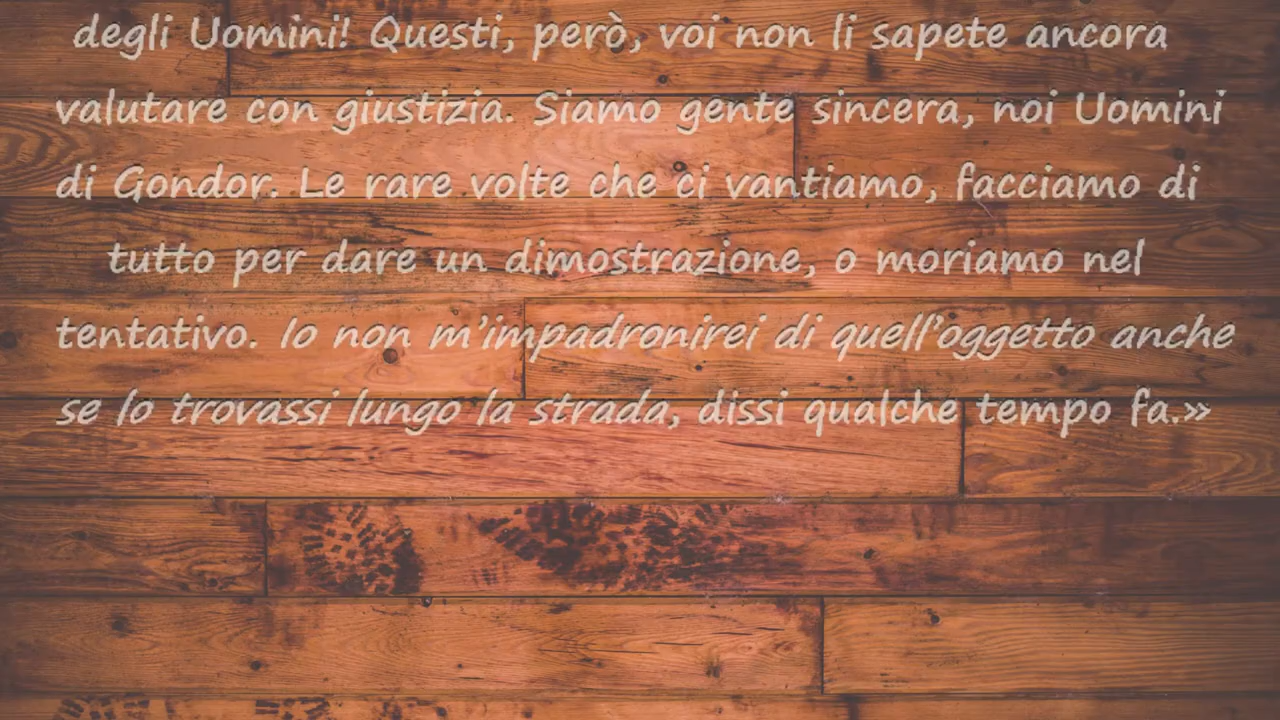 degli Uomini! Questi, però, voi non li sapete ancora
valutare con giustizia. Siamo gente sincera, noi Uomini
di Gondor. Le rare volte che ci vantiamo, facciamo di
tutto per dare un dimostrazione, o moriamo nel
tentativo. Io non m’impadronirei di quell’oggetto anche
se lo trovassi lungo la strada, dissi qualche tempo fa.»